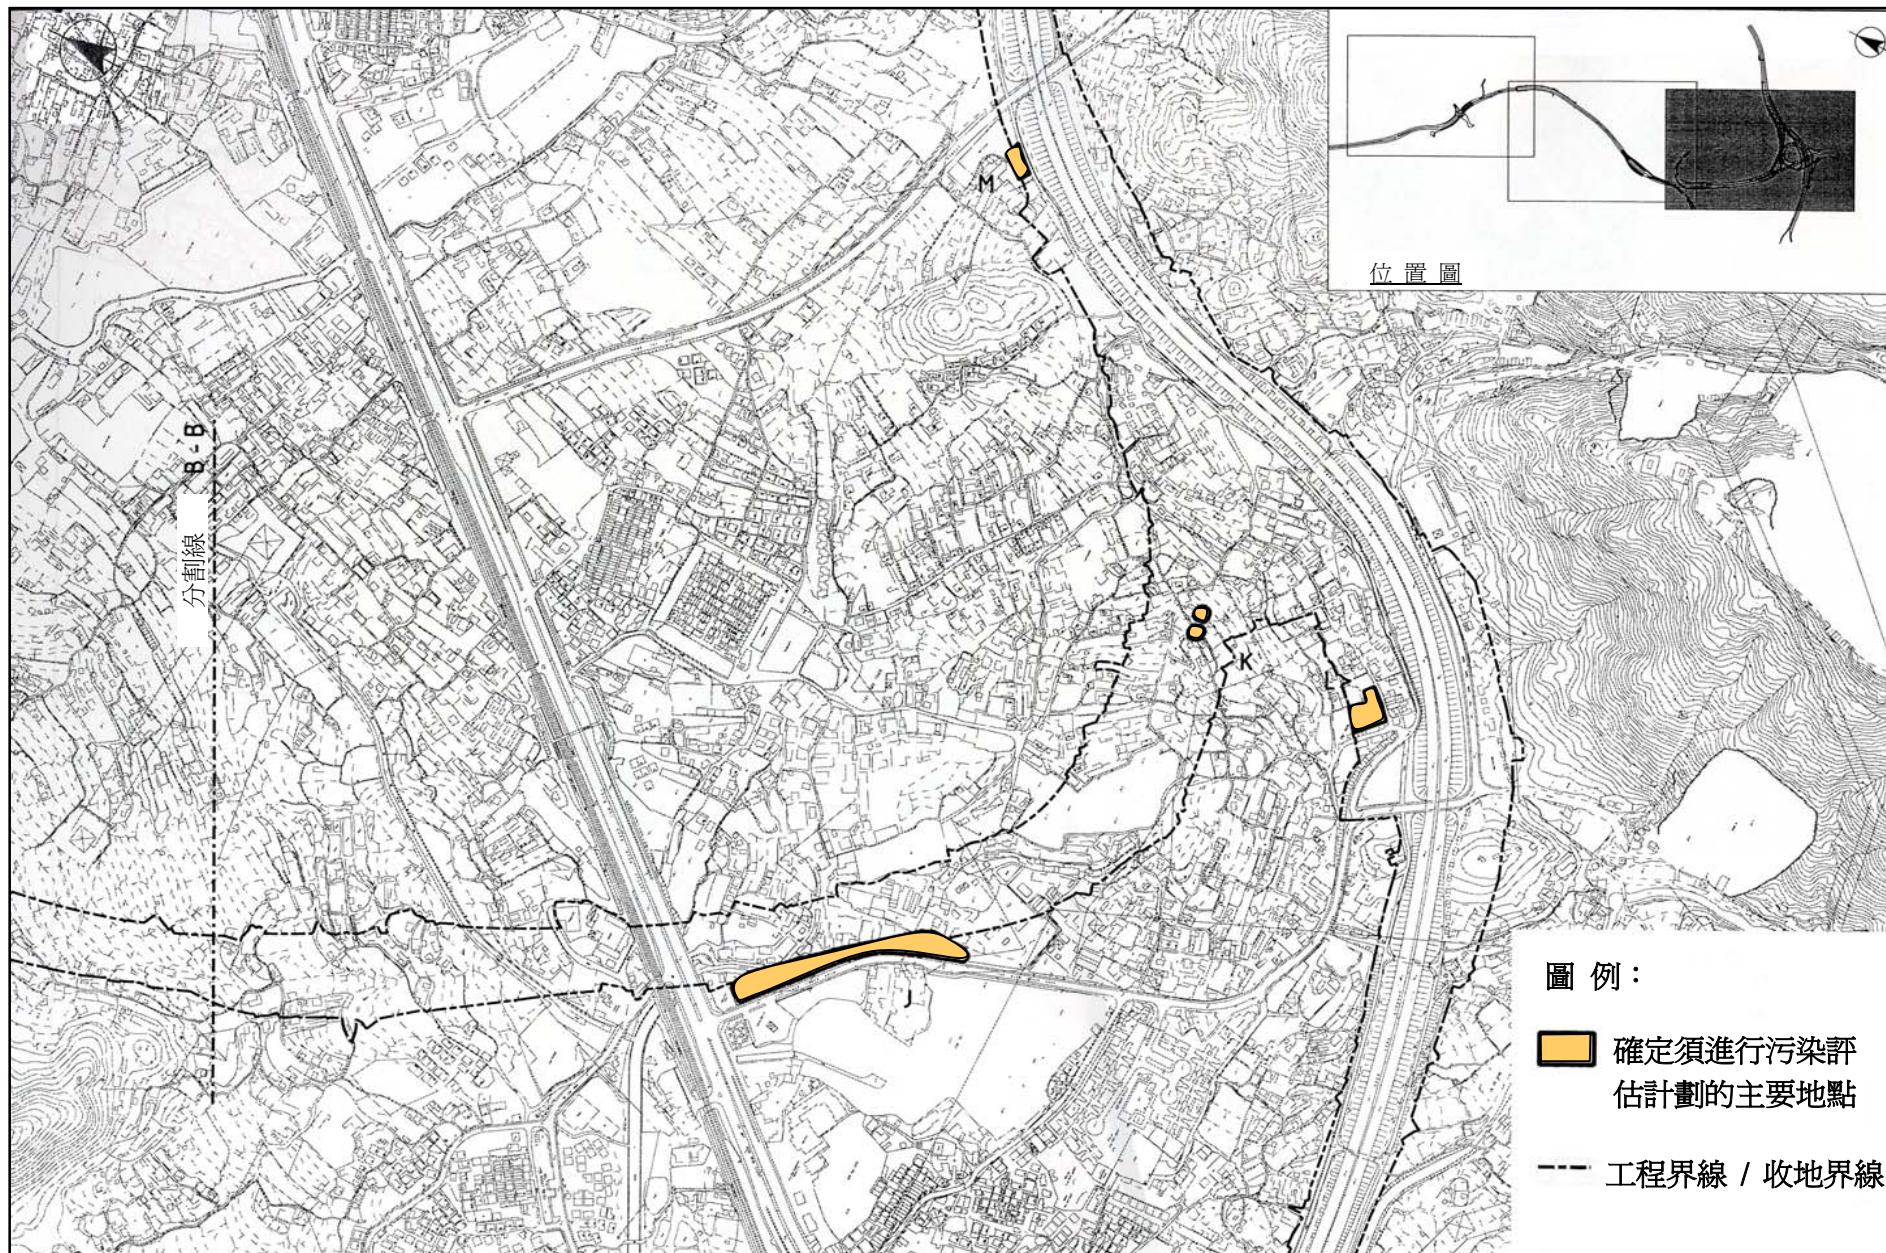 位置圖
M
B-B
分割線
K
L
J
圖 例：
確定須進行污染評
估計劃的主要地點
工程界線 / 收地界線